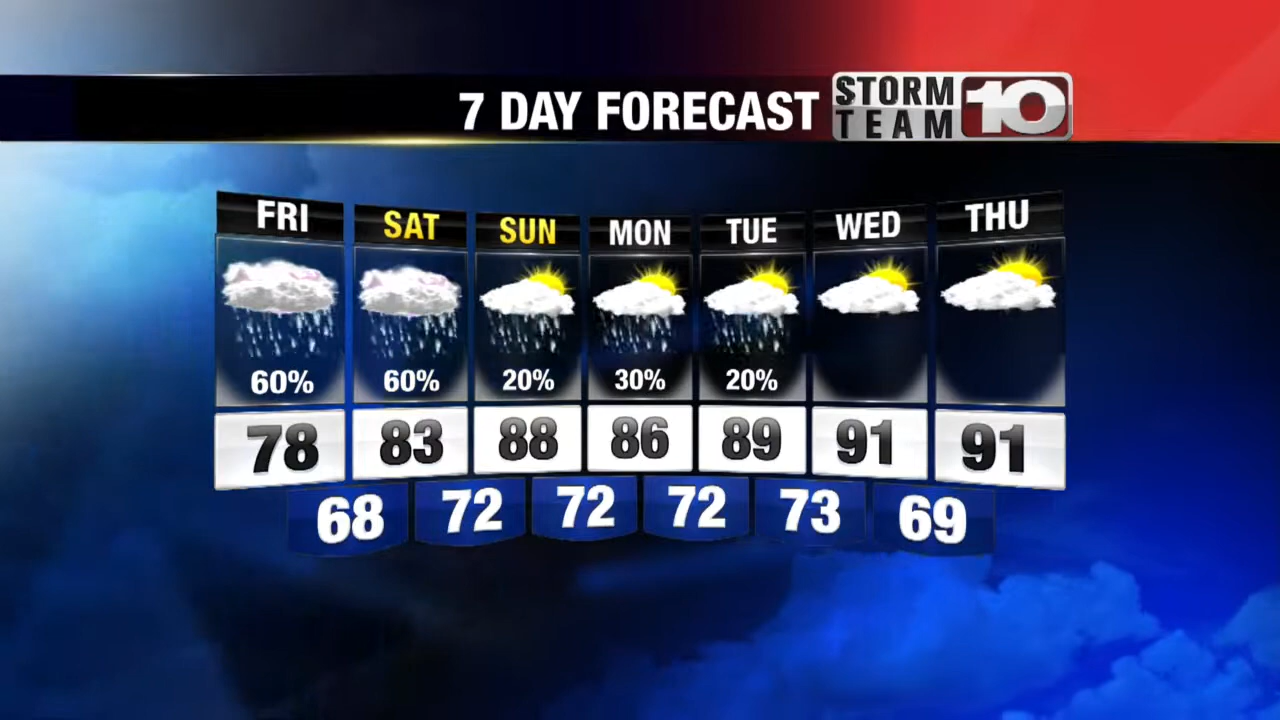 7 DAY FORECAST
STORM
TEAM
10
FRI
SAT
SUN
MON
TUE
WED
THU
60%
60%
20%
30%
20%
78
83
88
86
89
91
91
68
72
72
72
73
69